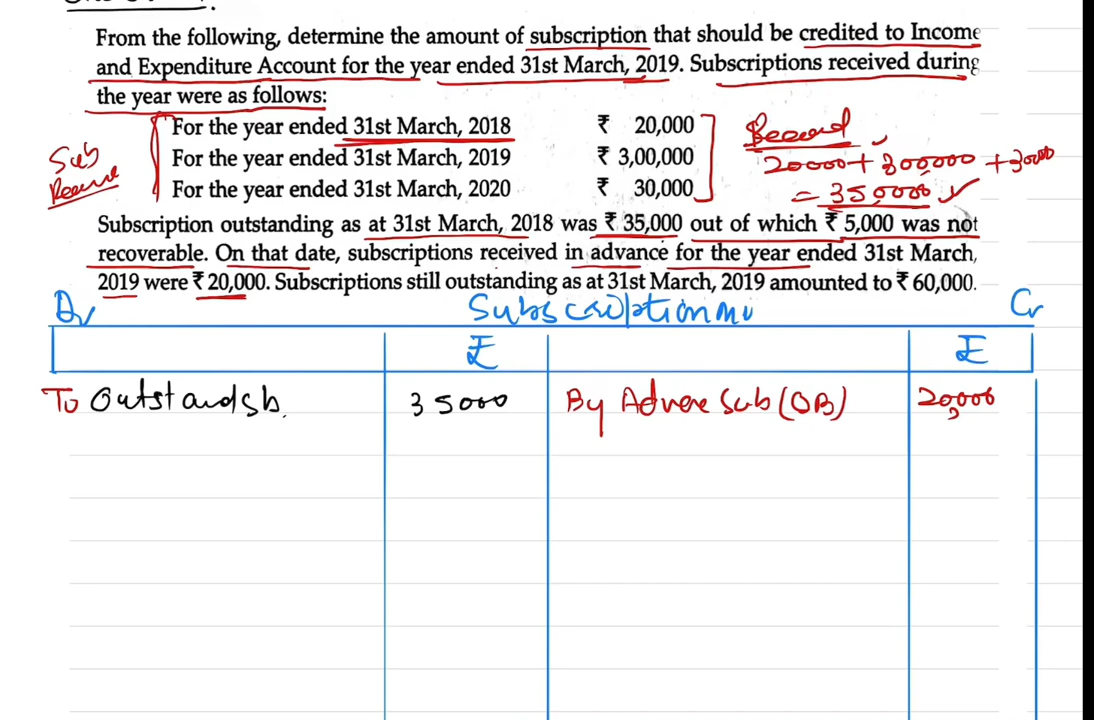 From the following, determine the amount of subscription that should be credited to Income
and Expenditure Account for the year ended 31st March, 2019. Subscriptions received during
the year were as follows:
For the year ended 31st March, 2018 ₹ 20,000
For the year ended 31st March, 2019 ₹ 3,00,000
For the year ended 31st March, 2020 ₹ 30,000
Sub
20000+ 300000 +30000
= 350000 ✓
Subscription outstanding as at 31st March, 2018 was ₹ 35,000 out of which ₹ 5,000 was not
recoverable. On that date, subscriptions received in advance for the year ended 31st March,
2019 were ₹ 20,000. Subscriptions still outstanding as at 31st March, 2019 amounted to ₹ 60,000.
Dr Cr
₹ ₹
To 35000 By Sub (OB) 20,000